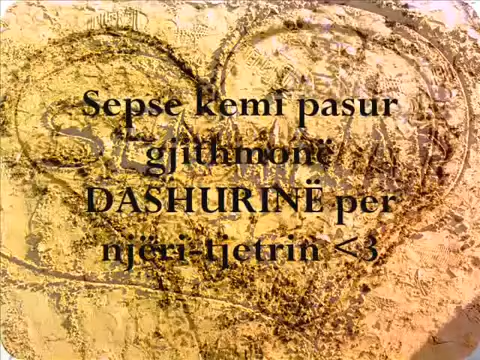 Sepse kemi pasur
gjithmonë
DASHURINË per
njëri-tjetrin <3